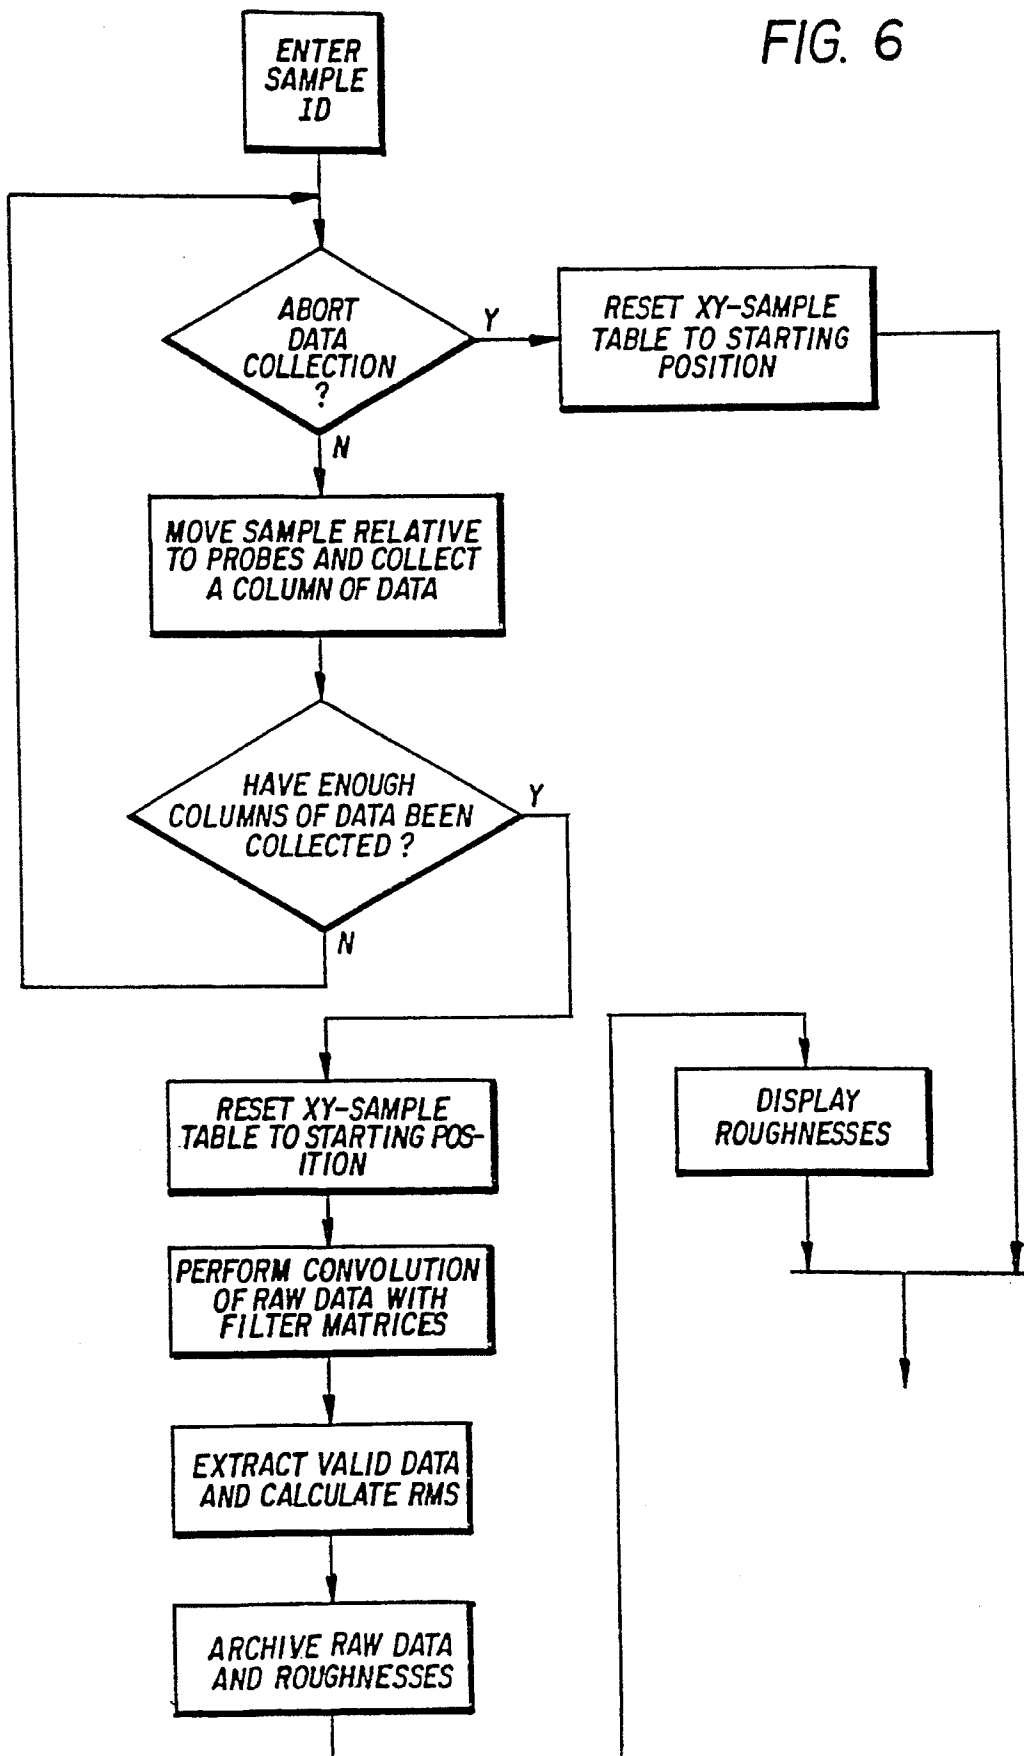 FIG. 6
ENTER
SAMPLE
ID
ABORT
DATA
COLLECTION
?
Y
N
RESET XY-SAMPLE
TABLE TO STARTING
POSITION
MOVE SAMPLE RELATIVE
TO PROBES AND COLLECT
A COLUMN OF DATA
HAVE ENOUGH
COLUMNS OF DATA BEEN
COLLECTED ?
Y
N
RESET XY-SAMPLE
TABLE TO STARTING POS-
ITION
PERFORM CONVOLUTION
OF RAW DATA WITH
FILTER MATRICES
EXTRACT VALID DATA
AND CALCULATE RMS
ARCHIVE RAW DATA
AND ROUGHNESSES
DISPLAY
ROUGHNESSES